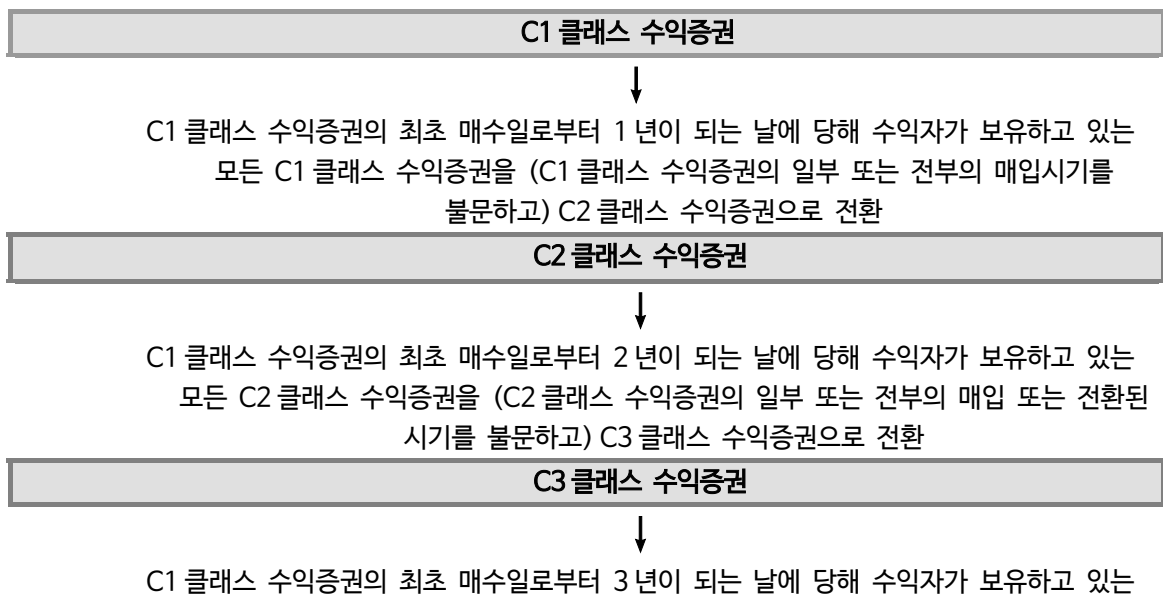 C1 클래스 수익증권
C1 클래스 수익증권의 최초 매수일로부터 1 년이 되는 날에 당해 수익자가 보유하고 있는
모든 C1 클래스 수익증권을 (C1 클래스 수익증권의 일부 또는 전부의 매입시기를
불문하고) C2 클래스 수익증권으로 전환
C2 클래스 수익증권
C1 클래스 수익증권의 최초 매수일로부터 2 년이 되는 날에 당해 수익자가 보유하고 있는
모든 C2 클래스 수익증권을 (C2 클래스 수익증권의 일부 또는 전부의 매입 또는 전환된
시기를 불문하고) C3 클래스 수익증권으로 전환
C3 클래스 수익증권
C1 클래스 수익증권의 최초 매수일로부터 3 년이 되는 날에 당해 수익자가 보유하고 있는